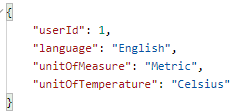 {
"userId": 1,
"language": "English",
"unitOfMeasure": "Metric",
"unitOfTemperature": "Celsius"
}